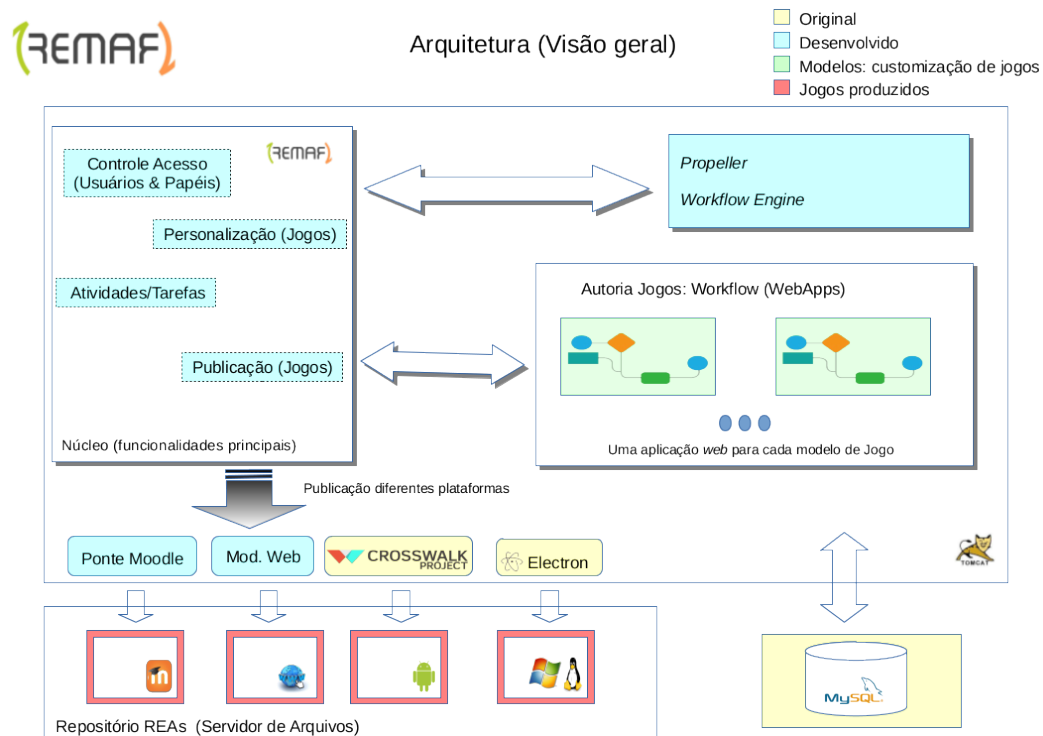 (REMAF)
Arquitetura (Visão geral)
Original
Desenvolvido
Modelos: customização de jogos
Jogos produzidos
(REMAF)
Controle Acesso
(Usuários & Papéis)
Personalização (Jogos)
Atividades/Tarefas
Publicação (Jogos)
Núcleo (funcionalidades principais)
Propeller
Workflow Engine
Autoria Jogos: Workflow (WebApps)
Uma aplicação web para cada modelo de Jogo
Publicação diferentes plataformas
Ponte Moodle
Mod. Web
CROSSWALK
PROJECT
Electron
TOMCAT
m
Repositório REAs (Servidor de Arquivos)
MySQL